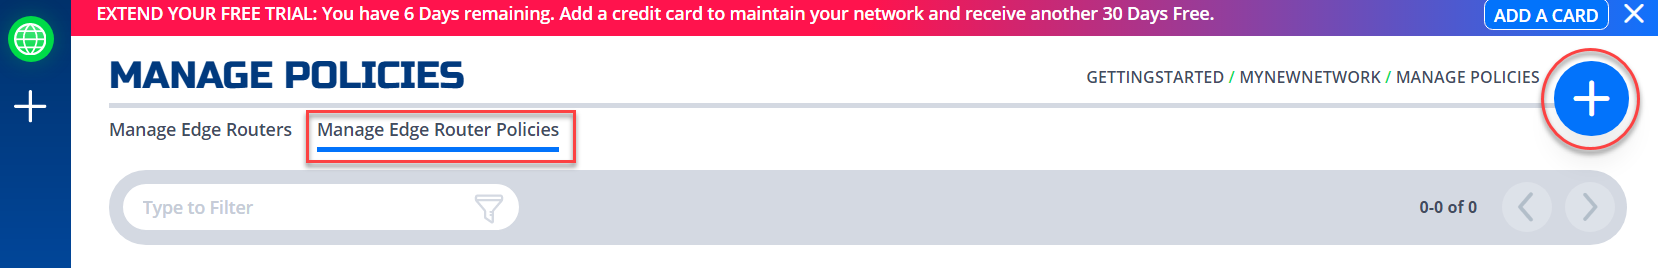 EXTEND YOUR FREE TRIAL: You have 6 Days remaining. Add a credit card to maintain your network and receive another 30 Days Free.
ADD A CARD
MANAGE POLICIES
GETTINGSTARTED / MYNEWNETWORK / MANAGE POLICIES
Manage Edge Routers
Manage Edge Router Policies
Type to Filter
0-0 of 0